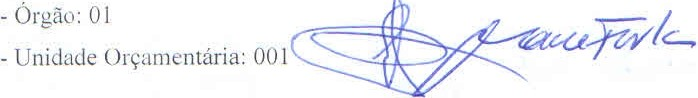 - Órgão: 01
- Unidade Orçamentária: 001